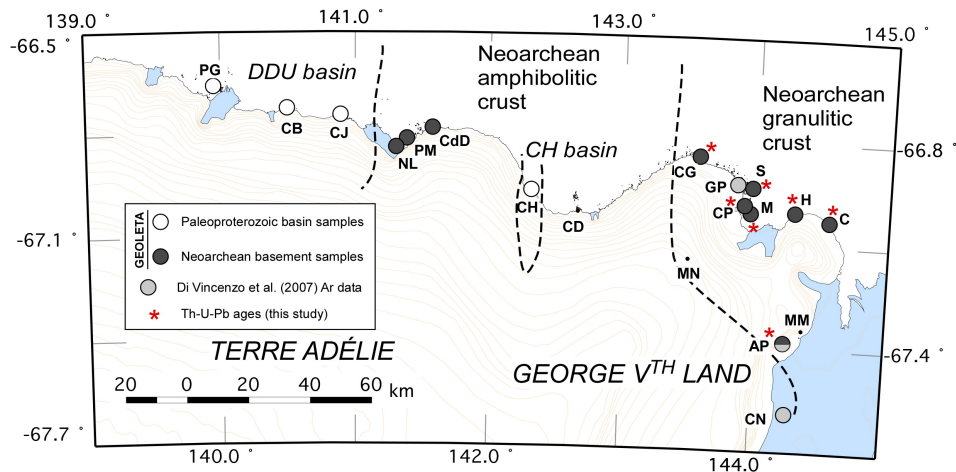 139.0 °
141.0 °
143.0 °
145.0 °
-66.5 °
PG
DDU basin
Neoarchean
amphibolitic
crust
Neoarchean
granulitic
crust
CB
CJ
NL
PM
CdD
CH basin
CG
S
-66.8 °
GP
CP
M
H
C
CH
CD
GEOLETA
Paleoproterozoic basin samples
Neoarchean basement samples
Di Vincenzo et al. (2007) Ar data
* Th-U-Pb ages (this study)
-67.1 °
MN
MM
AP
-67.4 °
TERRE ADÉLIE
GEORGE VTH LAND
20 0 20 40 60 km
CN
-67.7 °
140.0 °
142.0 °
144.0 °